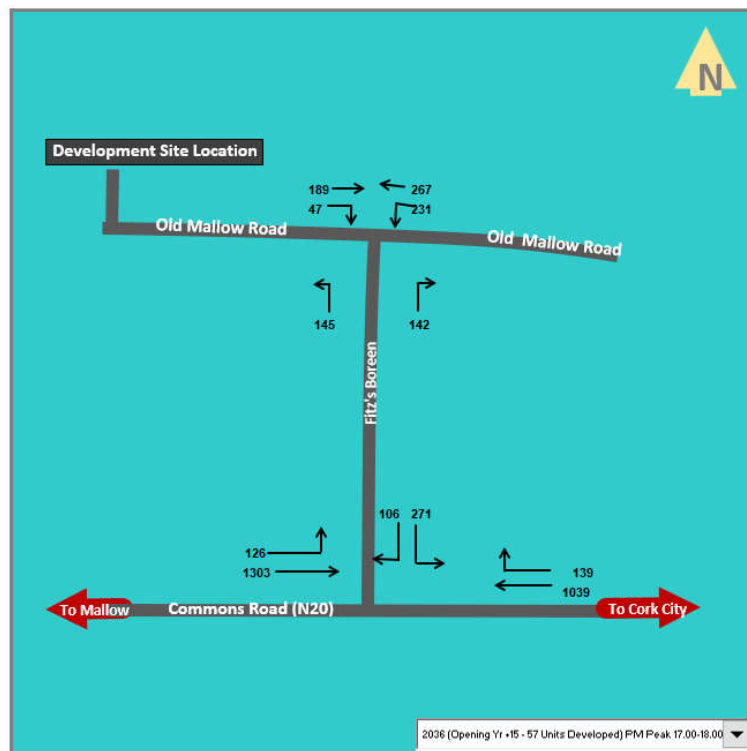 N
Development Site Location
189
267
47
231
Old Mallow Road
Old Mallow Road
145
142
Fitz's Boreen
106
271
126
1303
139
1039
To Mallow
Commons Road (N20)
To Cork City
2036 (Opening Yr +15 - 57 Units Developed) PM Peak 17.00-18.00